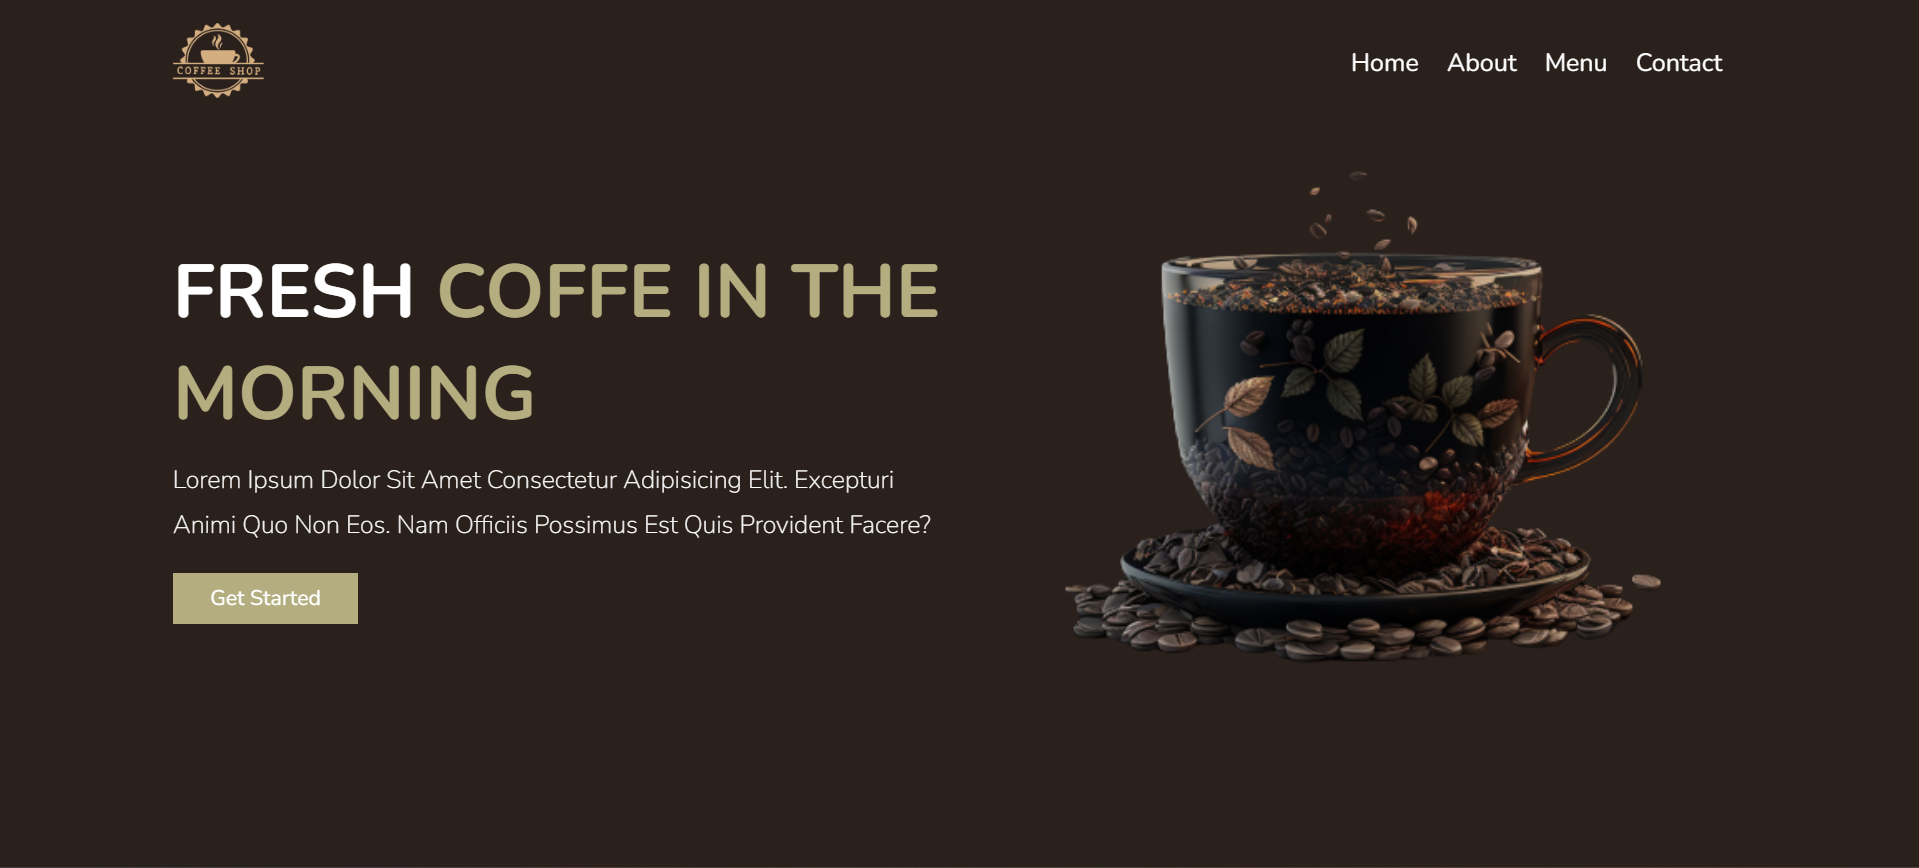 COFFEE SHOP
Home About Menu Contact
FRESH COFFE IN THE
MORNING
Lorem Ipsum Dolor Sit Amet Consectetur Adipisicing Elit. Excepturi
Animi Quo Non Eos. Nam Officiis Possimus Est Quis Provident Facere?
Get Started